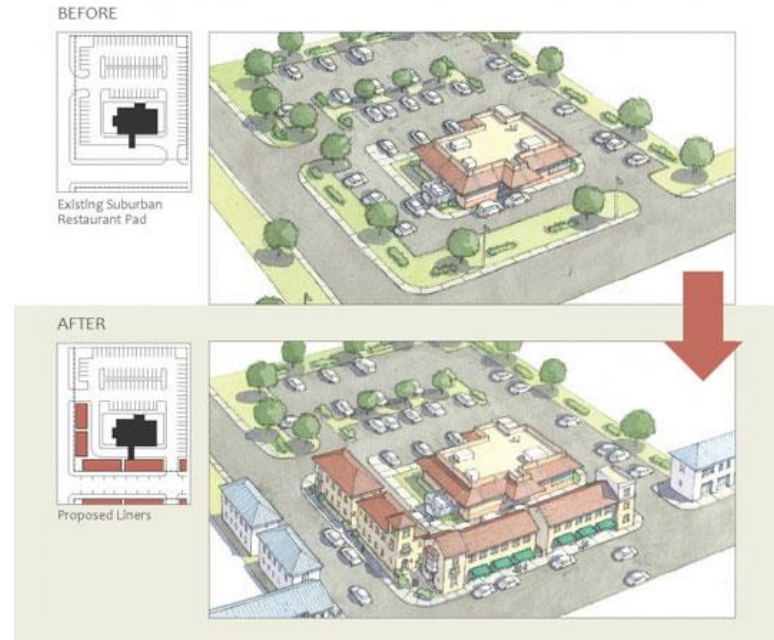 BEFORE
Existing Suburban
Restaurant Pad
AFTER
Proposed Liners